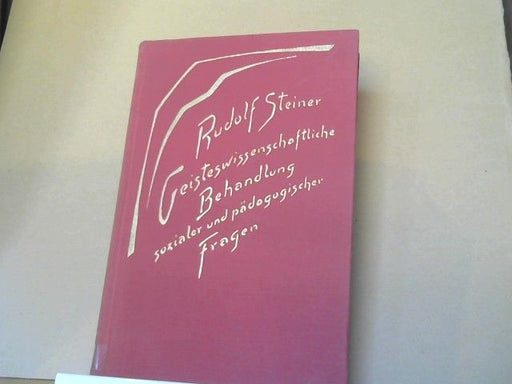 Rudolf Steiner
Geisteswissenschaftliche
Behandlung
sozialer und pädagogischer
Fragen